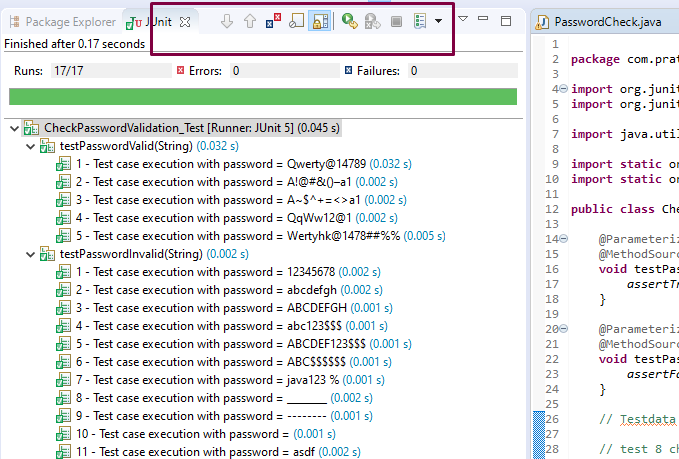 Package Explorer JUnit
Finished after 0.17 seconds
Runs: 17/17 Errors: 0 Failures: 0
CheckPasswordValidation_Test [Runner: JUnit 5] (0.045 s)
testPasswordValid(String) (0.032 s)
1 - Test case execution with password = Qwerty@14789 (0.032 s)
2 - Test case execution with password = A!@#&()–a1 (0.002 s)
3 - Test case execution with password = A~$^+=<>a1 (0.002 s)
4 - Test case execution with password = QqWw12@1 (0.002 s)
5 - Test case execution with password = Wertyhk@1478##%% (0.005 s)
testPasswordInvalid(String) (0.002 s)
1 - Test case execution with password = 12345678 (0.002 s)
2 - Test case execution with password = abcdefgh (0.002 s)
3 - Test case execution with password = ABCDEFGH (0.001 s)
4 - Test case execution with password = abc123$$$ (0.001 s)
5 - Test case execution with password = ABCDEF123$$$ (0.001 s)
6 - Test case execution with password = ABC$$$$$$ (0.001 s)
7 - Test case execution with password = java123 % (0.001 s)
8 - Test case execution with password = ________ (0.002 s)
9 - Test case execution with password = -------- (0.001 s)
10 - Test case execution with password = (0.001 s)
11 - Test case execution with password = asdf (0.002 s)
PasswordCheck.java
1
2 package com.prat
3
4 import org.junit
5 import org.juni
6
7 import java.util
8
9 import static or
10 import static or
11
12 public class Che
13
14 @Parameteriz
15 @MethodSourc
16 void testPas
17 assertTr
18 }
19
20 @Parameteriz
21 @MethodSourc
22 void testPas
23 assertFa
24 }
25
26 // Testdata
27
28 // test 8 ch